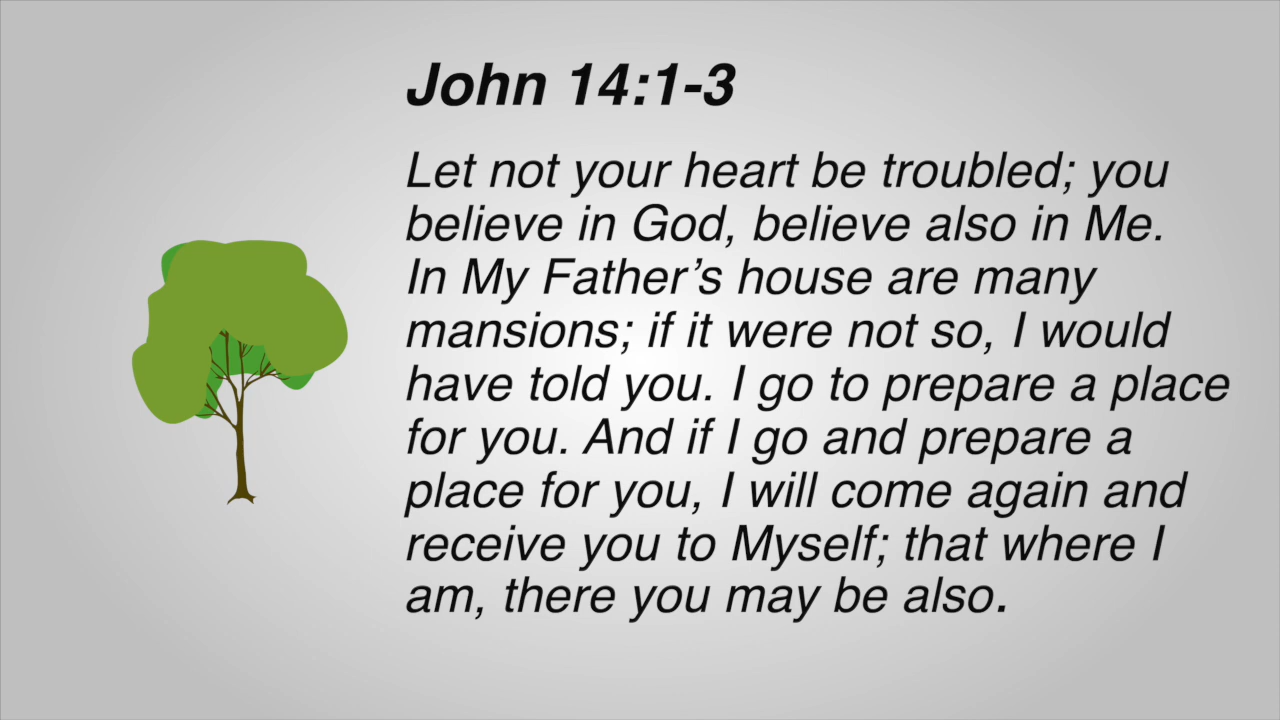 John 14:1-3
Let not your heart be troubled; you
believe in God, believe also in Me.
In My Father’s house are many
mansions; if it were not so, I would
have told you. I go to prepare a place
for you. And if I go and prepare a
place for you, I will come again and
receive you to Myself; that where I
am, there you may be also.